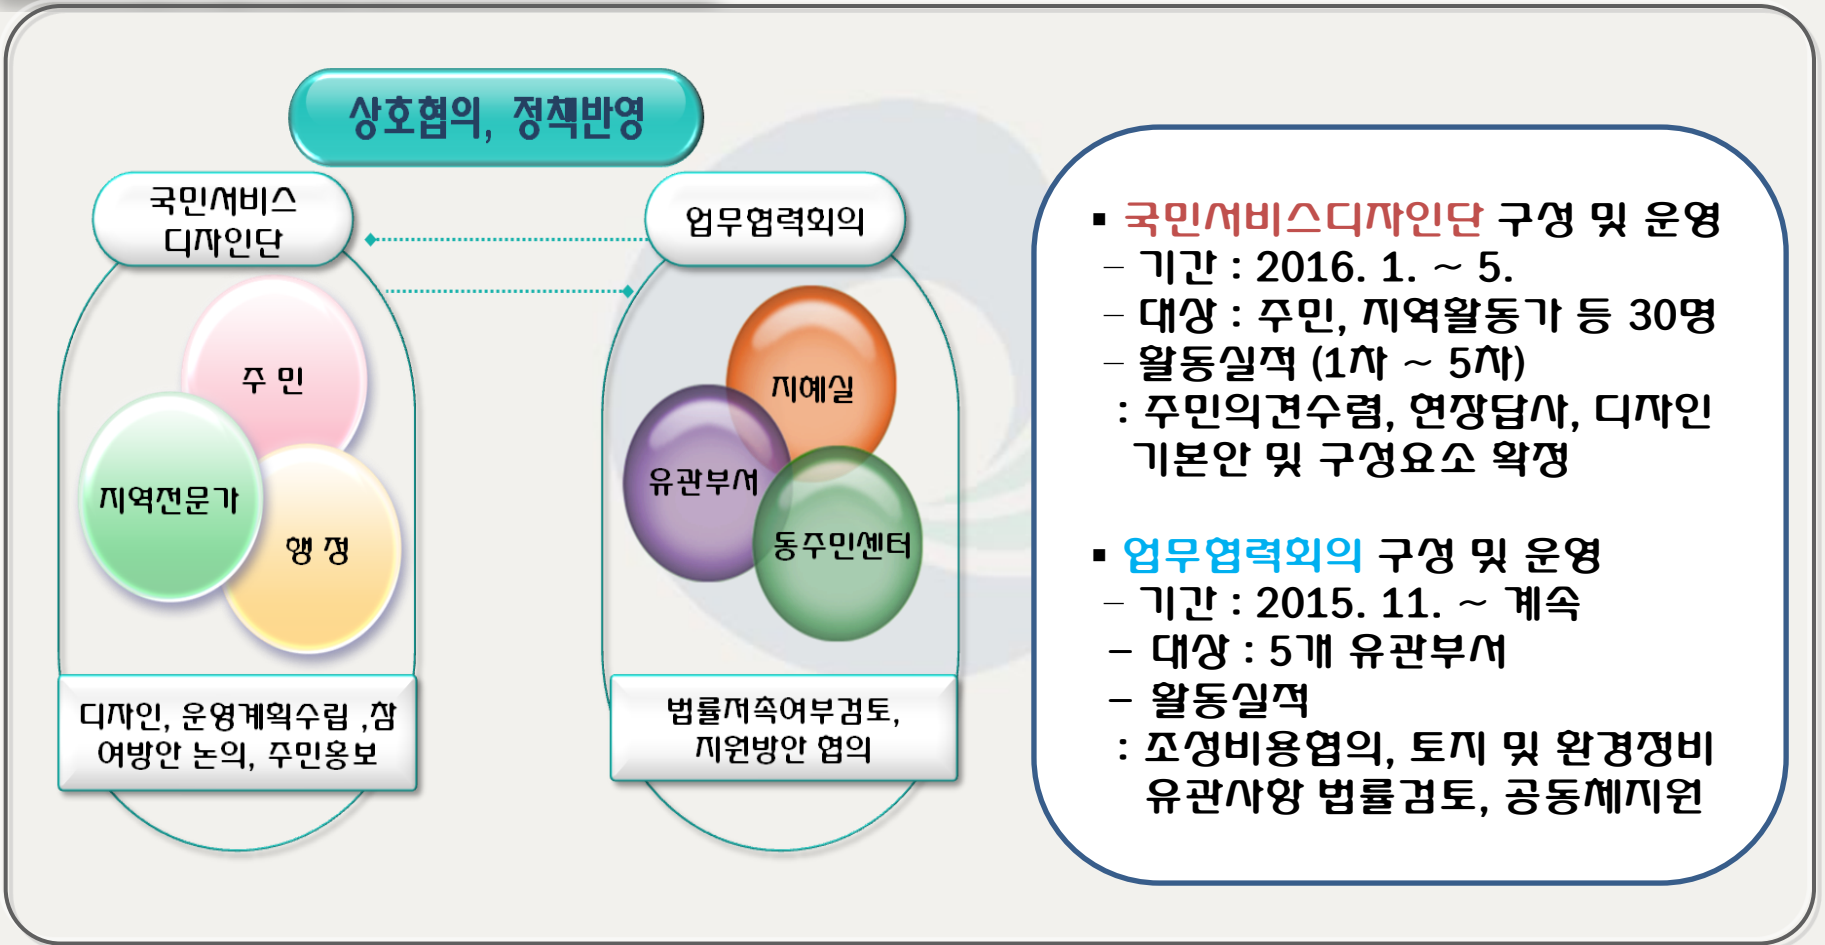 상호협의, 정책반영
국민서비스
디자인단
주 민
지역전문가
행 정
디자인, 운영계획수립 ,참
여방안 논의, 주민홍보
업무협력회의
지혜실
유관부서
동주민센터
법률저촉여부검토,
지원방안 협의
▪ 국민서비스디자인단 구성 및 운영
– 기간 : 2016. 1. ~ 5.
– 대상 : 주민, 지역활동가 등 30명
– 활동실적 (1차 ~ 5차)
: 주민의견수렴, 현장답사, 디자인
기본안 및 구성요소 확정
▪ 업무협력회의 구성 및 운영
– 기간 : 2015. 11. ~ 계속
– 대상 : 5개 유관부서
– 활동실적
: 조성비용협의, 토지 및 환경정비
유관사항 법률검토, 공동체지원